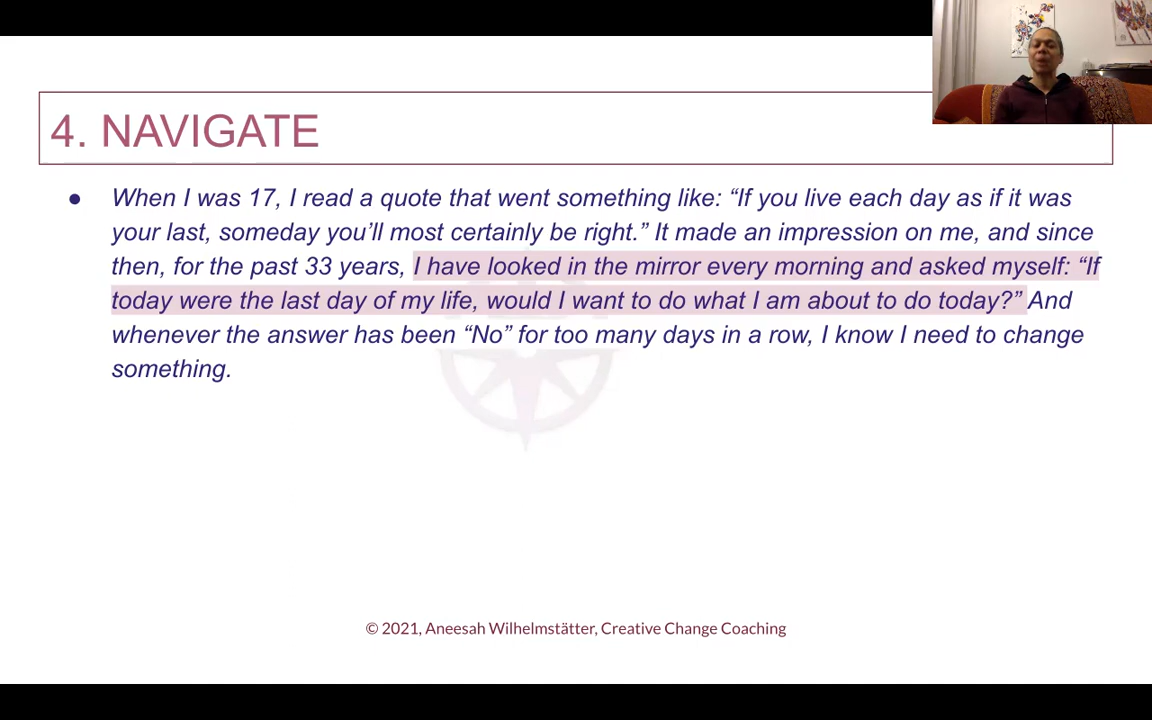 4. NAVIGATE
● When I was 17, I read a quote that went something like: “If you live each day as if it was
your last, someday you’ll most certainly be right.” It made an impression on me, and since
then, for the past 33 years, I have looked in the mirror every morning and asked myself: “If
today were the last day of my life, would I want to do what I am about to do today?” And
whenever the answer has been “No” for too many days in a row, I know I need to change
something.
© 2021, Aneesah Wilhelmstätter, Creative Change Coaching